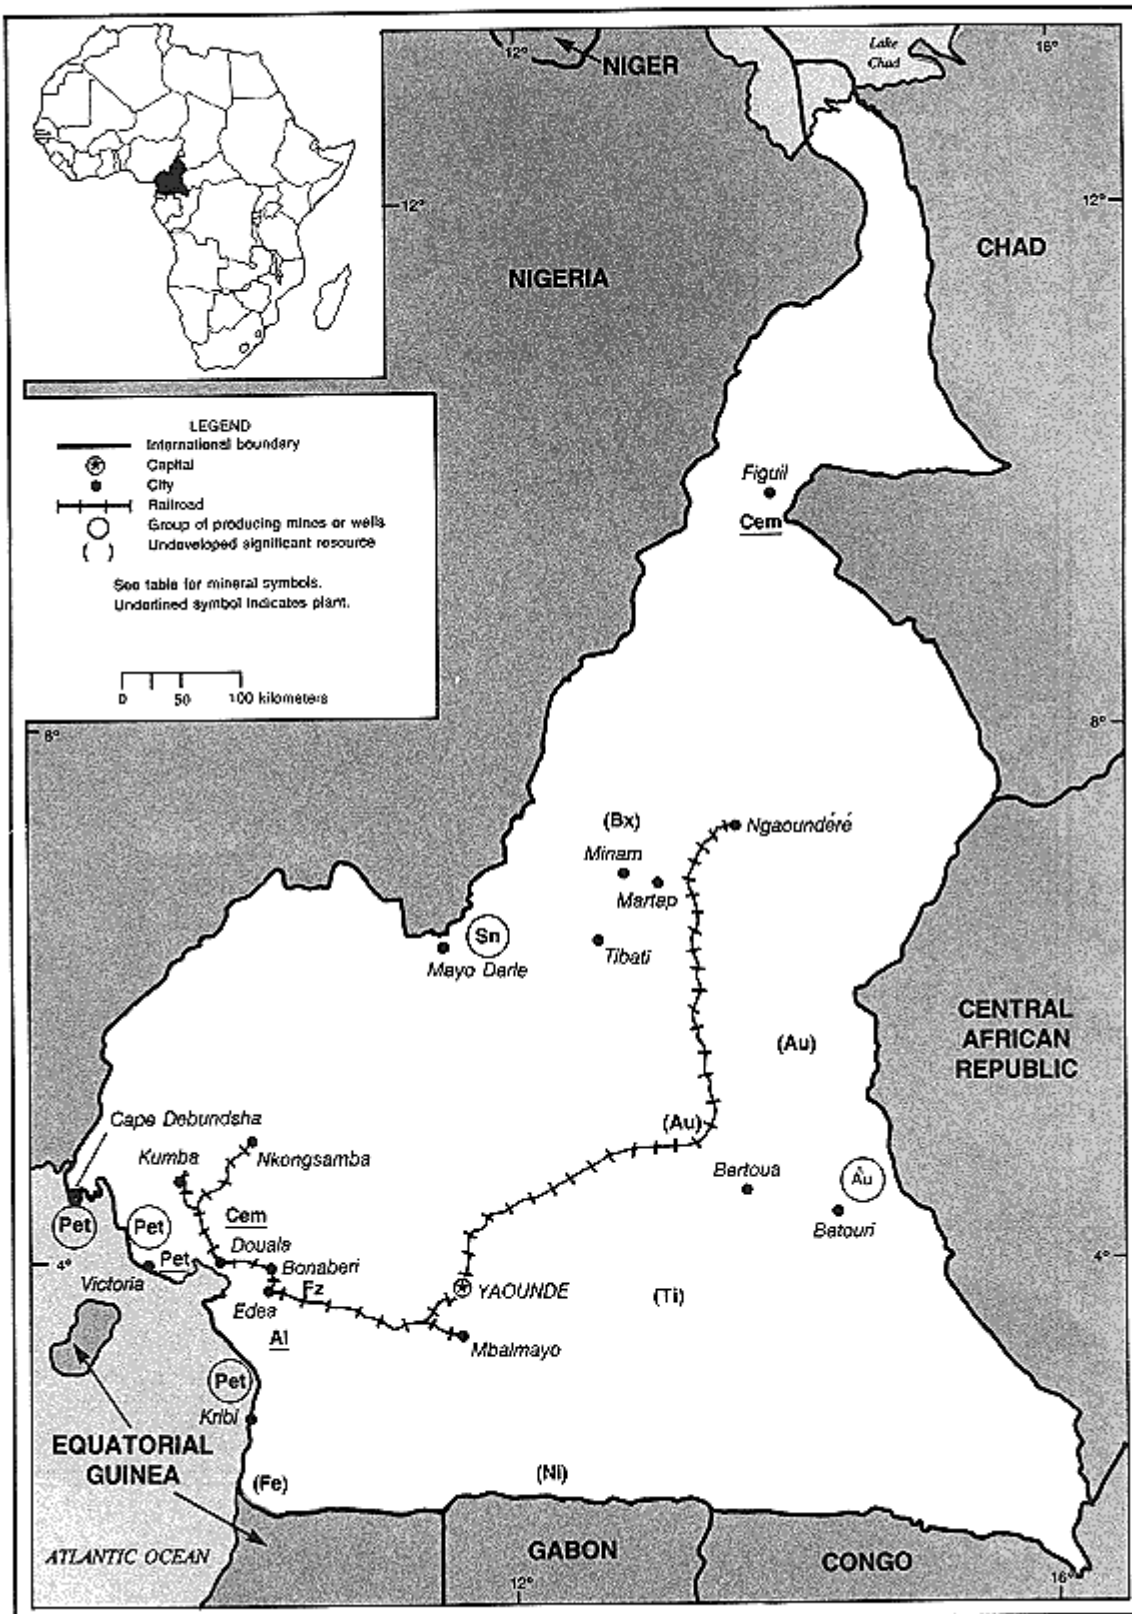 12°
NIGER
Lake
Chad
16°
12°
12°
CHAD
NIGERIA
LEGEND
International boundary
Capital
City
Railroad
Group of producing mines or wells
( )
Undeveloped significant resource
See table for mineral symbols.
Underlined symbol indicates plant.
0 50 100 kilometers
Figuil
Cem
8°
8°
(Bx)
Ngaoundéré
Minam
Martap
Sn
Mayo Darle
Tibati
CENTRAL
AFRICAN
REPUBLIC
(Au)
Cape Debundsha
(Au)
Kumba
Nkongsamba
Bertoua
Au
Batouri
Pet
Pet
Cem
Douala
Pet
4°
4°
Bonaberi
Victoria
Fz
Edea
YAOUNDE
(Ti)
Al
Mbalmayo
Pet
Kribi
EQUATORIAL
GUINEA
(Fe)
(Ni)
ATLANTIC OCEAN
GABON
CONGO
12°
16°